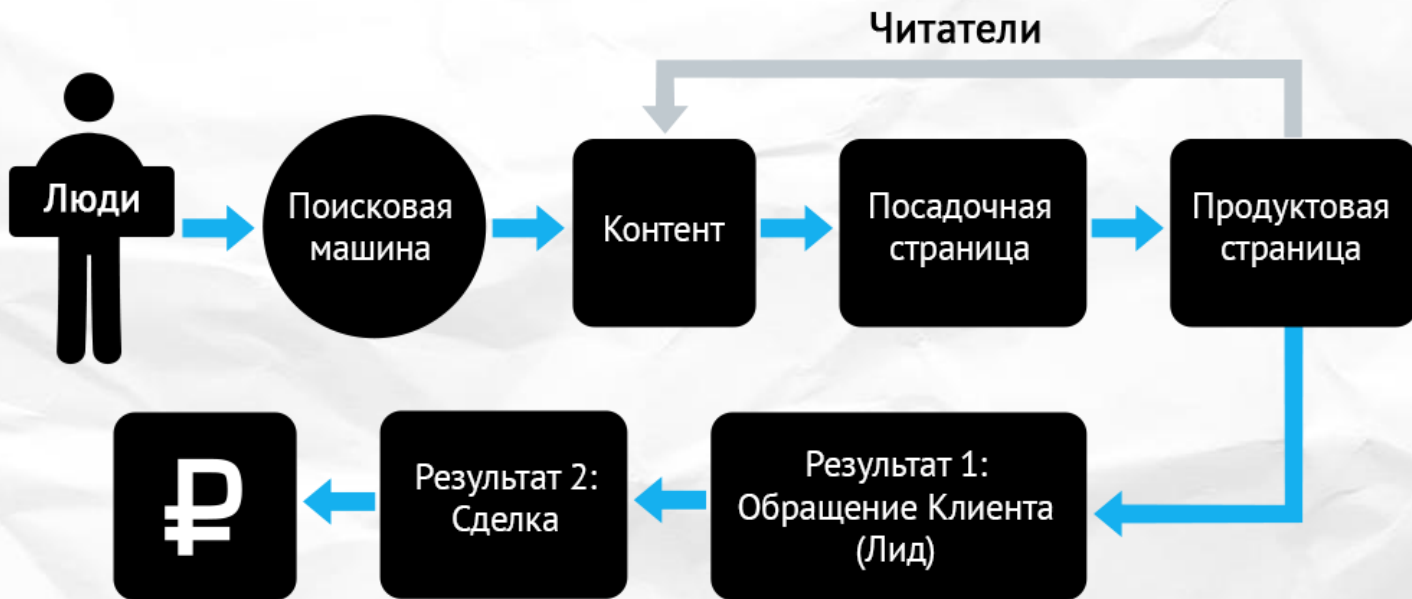 Читатели
Люди
Поисковая
машина
Контент
Посадочная
страница
Продуктовая
страница
₽
Результат 2:
Сделка
Результат 1:
Обращение Клиента
(Лид)